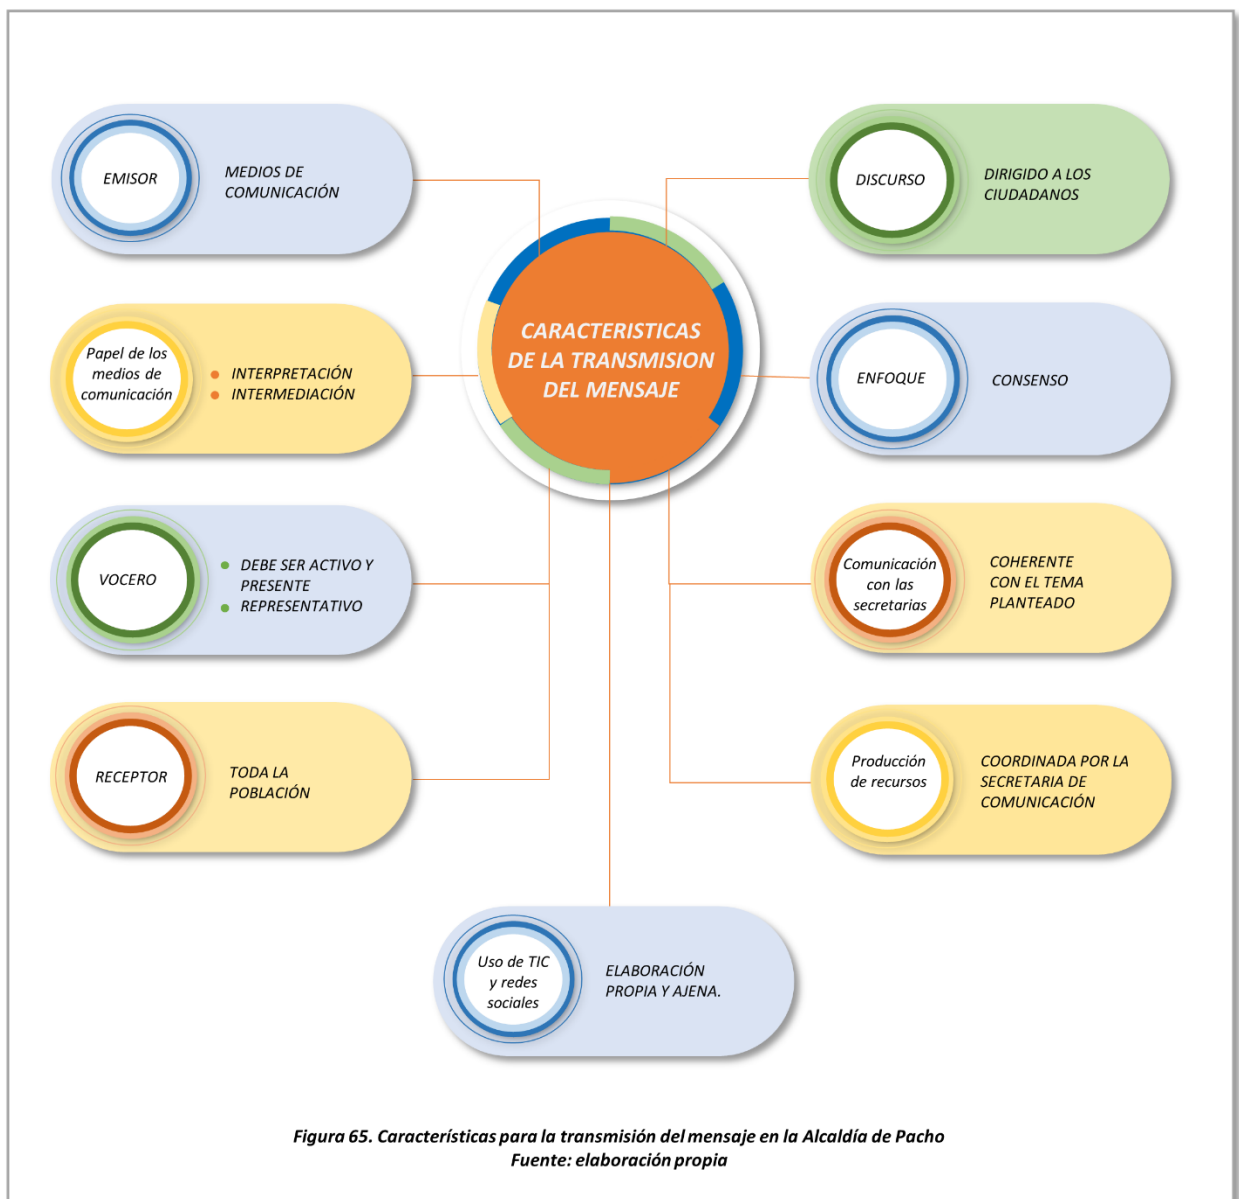 EMISOR
MEDIOS DE
COMUNICACIÓN
Papel de los
medios de
comunicación
INTERPRETACIÓN
INTERMEDIACIÓN
VOCERO
DEBE SER ACTIVO Y
PRESENTE
REPRESENTATIVO
RECEPTOR
TODA LA
POBLACIÓN
CARACTERISTICAS
DE LA TRANSMISION
DEL MENSAJE
DISCURSO
DIRIGIDO A LOS
CIUDADANOS
ENFOQUE
CONSENSO
Comunicación
con las
secretarias
COHERENTE
CON EL TEMA
PLANTEADO
Producción
de recursos
COORDINADA POR LA
SECRETARIA DE
COMUNICACIÓN
Uso de TIC
y redes
sociales
ELABORACIÓN
PROPIA Y AJENA.
Figura 65. Características para la transmisión del mensaje en la Alcaldía de Pacho
Fuente: elaboración propia